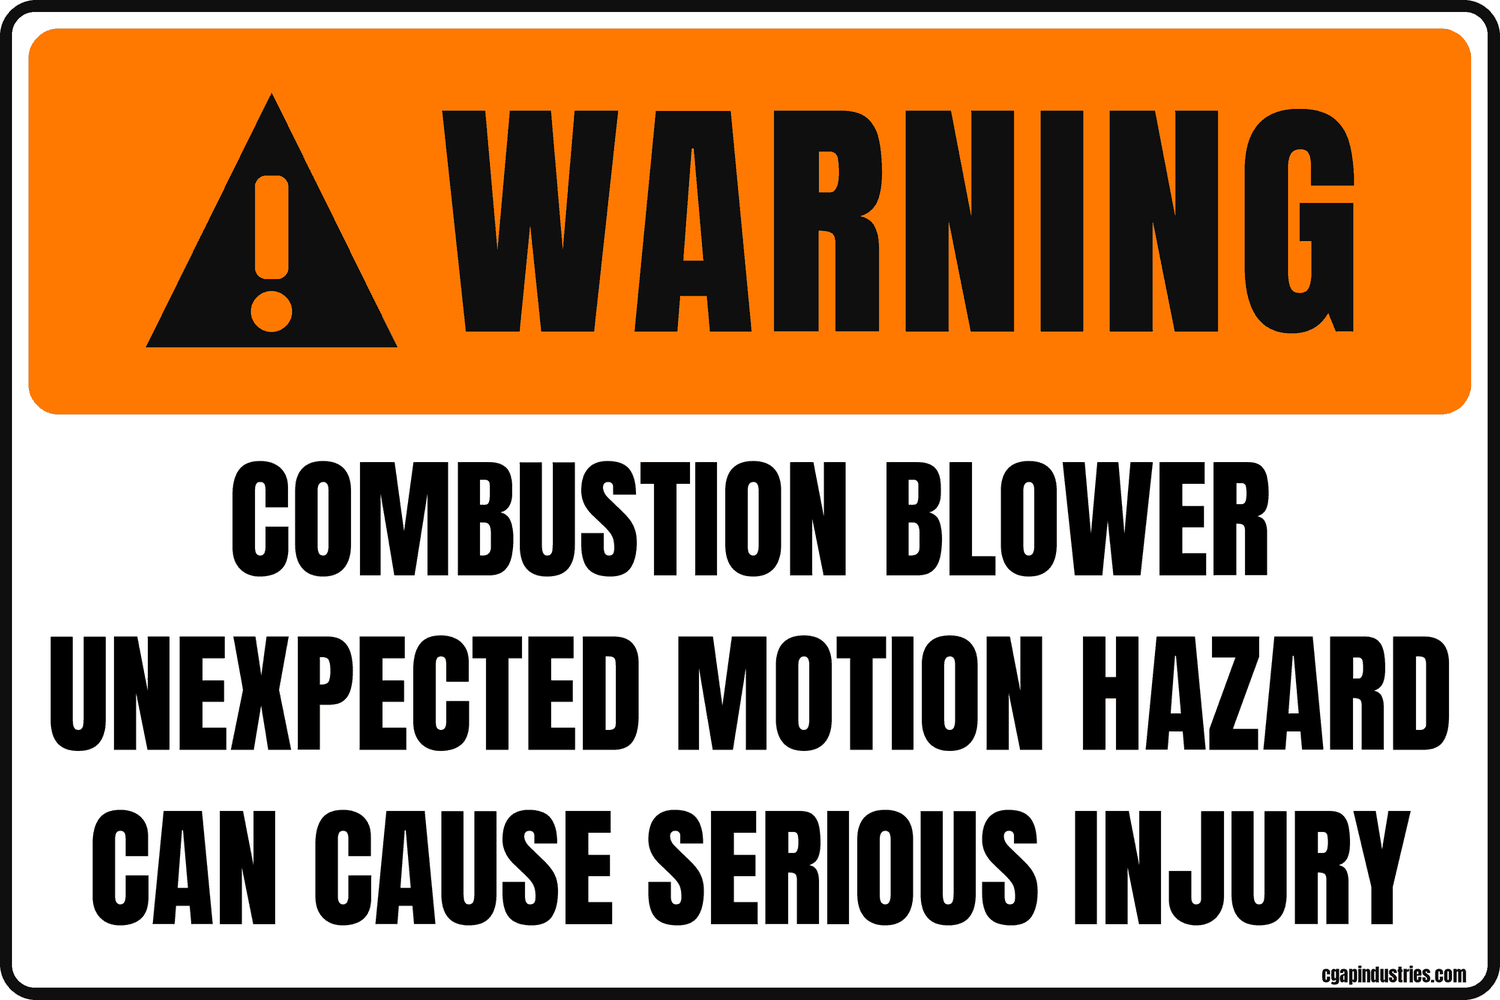 WARNING
COMBUSTION BLOWER
UNEXPECTED MOTION HAZARD
CAN CAUSE SERIOUS INJURY
cgapindustries.com